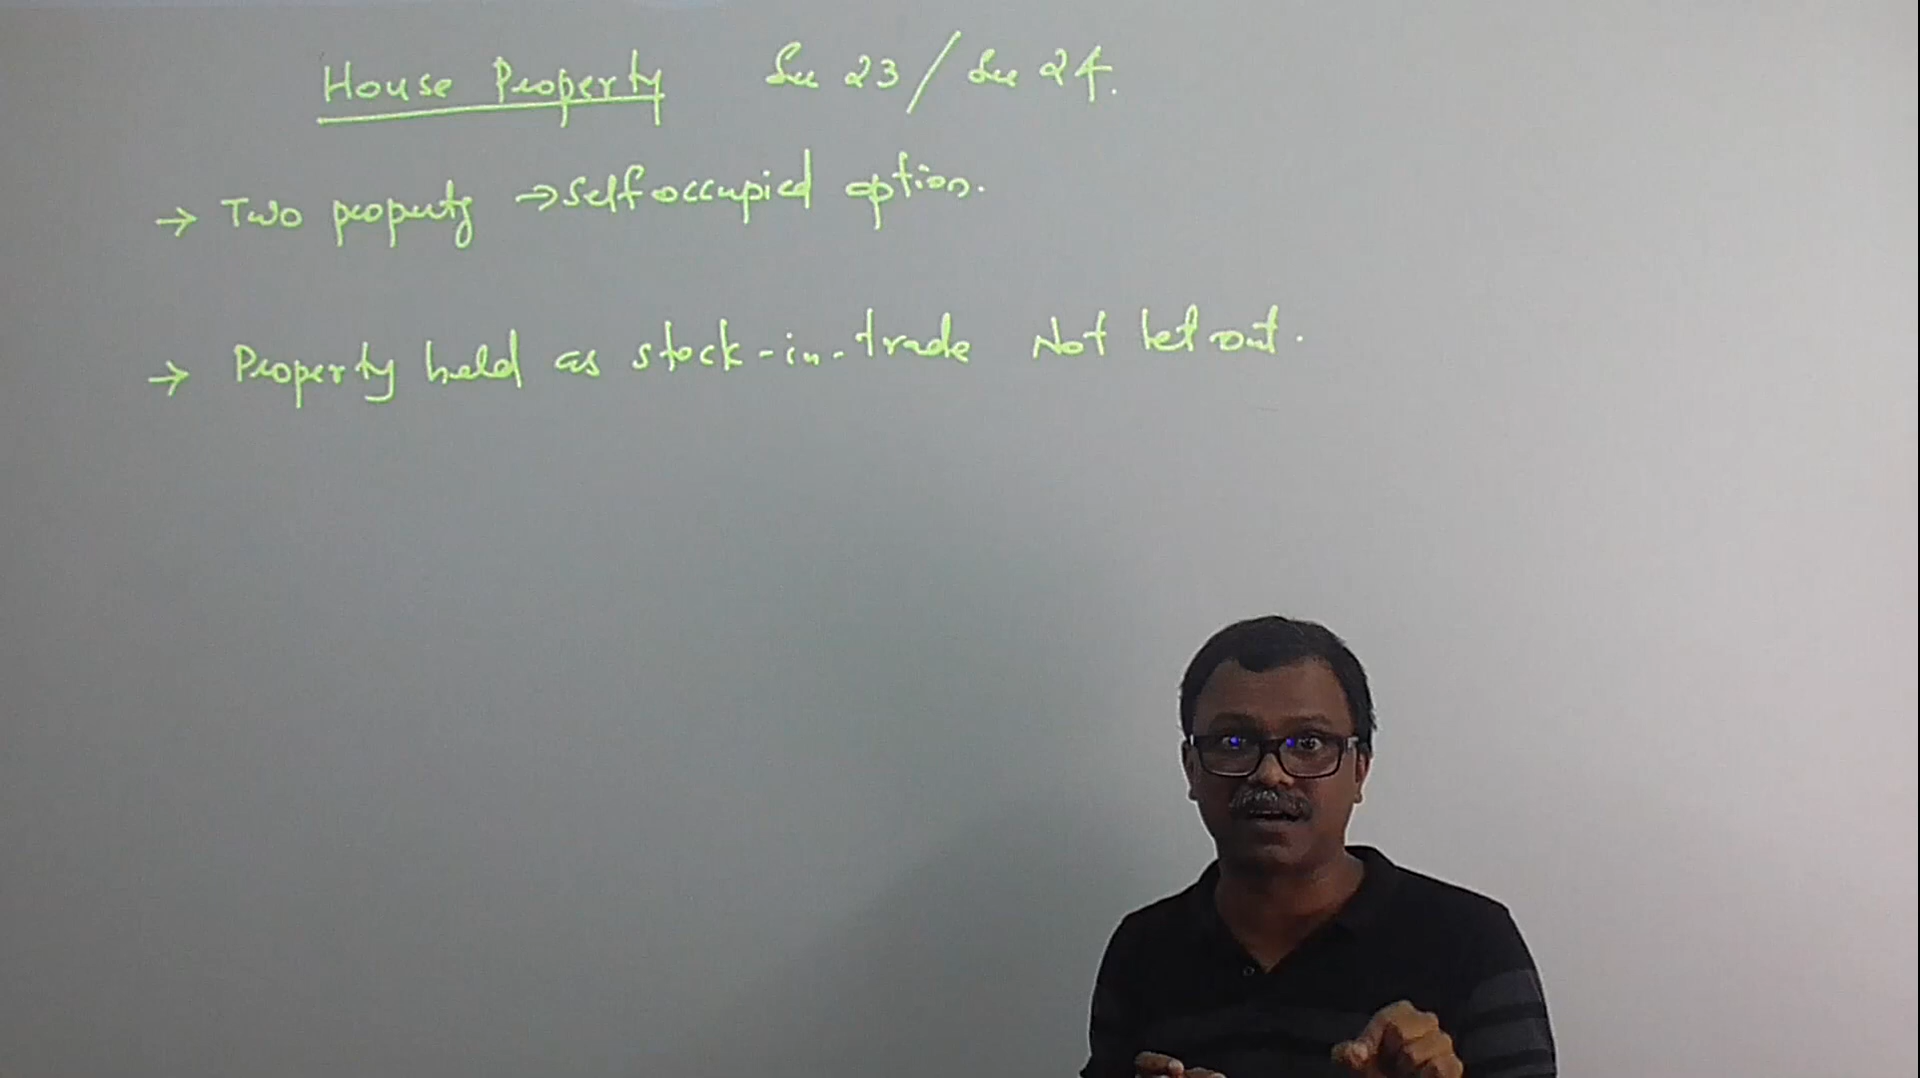 House Property Sec 23 / Sec 24.
→ Two property → Self occupied option.
→ Property held as stock-in-trade Not let out.